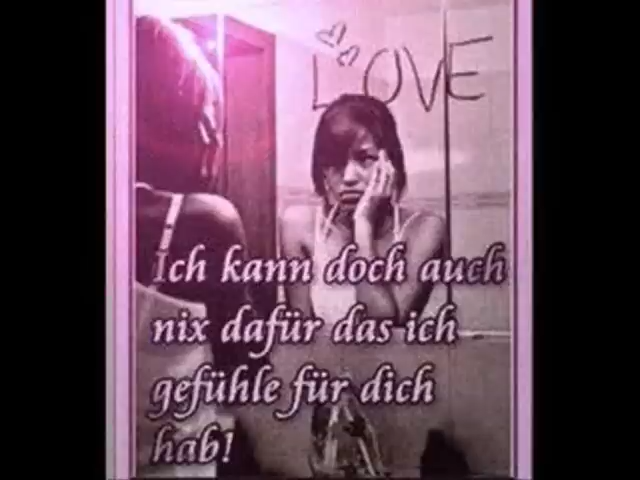 LOVE
Ich kann doch auch
nix dafür das ich
gefühle für dich
hab!